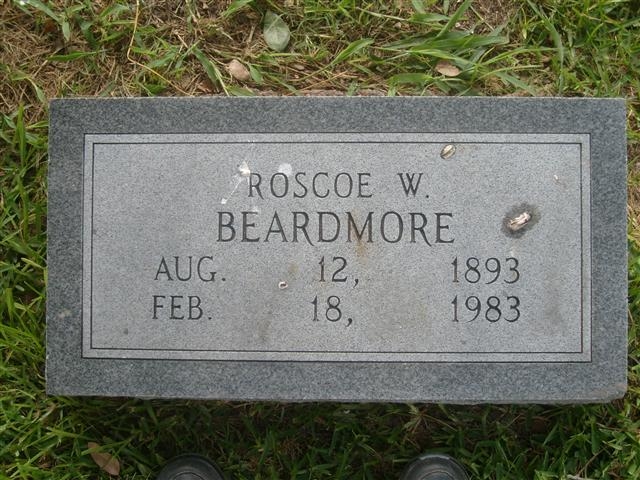 ROSCOE W.
BEARDMORE
AUG. 12, 1893
FEB. 18, 1983